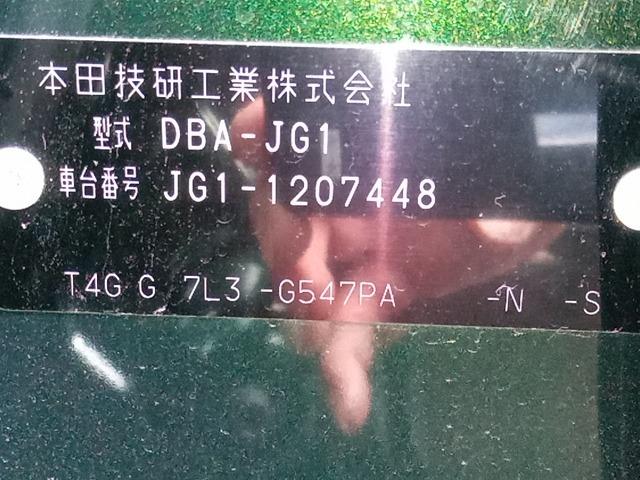 本田技研工業株式会社
型式 DBA-JG1
車台番号 JG1-1207448
T4G G 7L3 -G547PA -N -S